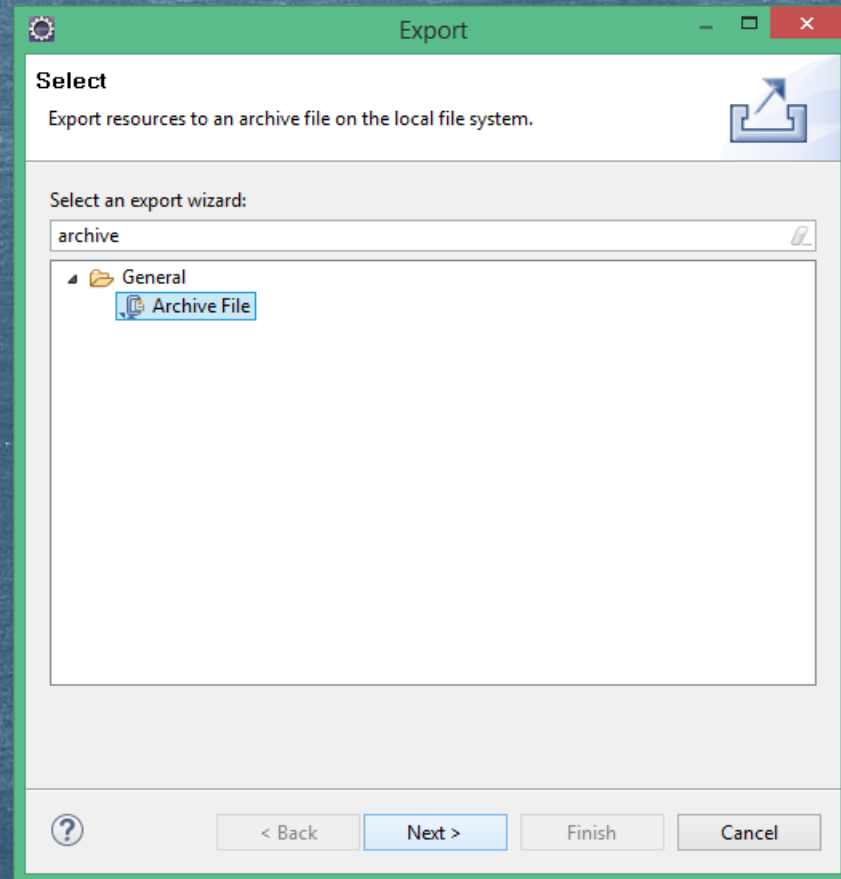 Export
Select
Export resources to an archive file on the local file system.
Select an export wizard:
archive
General
Archive File
< Back
Next >
Finish
Cancel